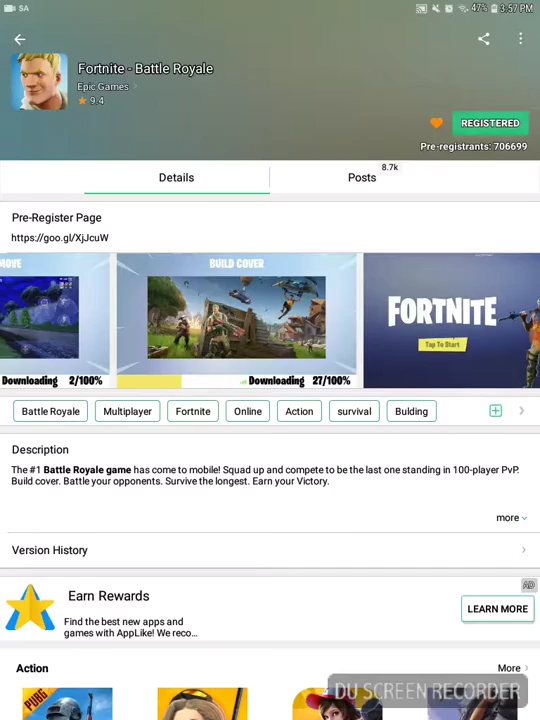 SA
47% 3:57PM
Fortnite - Battle Royale
Epic Games
9.4
REGISTERED
Pre-registrants: 706699
Details
Posts
8.7k
Pre-Register Page
https://goo.gl/XjJcuW
MOVE
BUILD COVER
FORTNITE
Tap To Start
Downloading 2/100%
Downloading 27/100%
Battle Royale
Multiplayer
Fortnite
Online
Action
survival
Bulding
Description
The #1 Battle Royale game has come to mobile! Squad up and compete to be the last one standing in 100-player PvP.
Build cover. Battle your opponents. Survive the longest. Earn your Victory.
more
Version History
AD
Earn Rewards
Find the best new apps and
games with AppLike! We reco...
LEARN MORE
Action
More
DU SCREEN RECORDER
PUBG